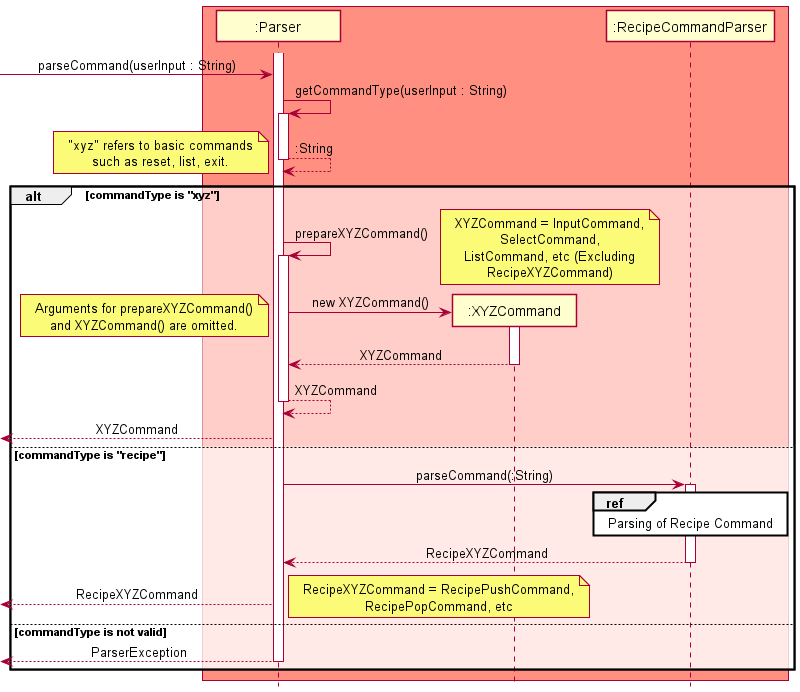 :Parser
:RecipeCommandParser
parseCommand(userInput : String)
getCommandType(userInput : String)
"xyz" refers to basic commands
such as reset, list, exit.
:String
alt
[commandType is "xyz"]
prepareXYZCommand()
XYZCommand = InputCommand,
SelectCommand,
ListCommand, etc (Excluding
RecipeXYZCommand)
Arguments for prepareXYZCommand()
and XYZCommand() are omitted.
new XYZCommand()
:XYZCommand
XYZCommand
XYZCommand
XYZCommand
[commandType is "recipe"]
parseCommand(:String)
ref
Parsing of Recipe Command
RecipeXYZCommand
RecipeXYZCommand
RecipeXYZCommand = RecipePushCommand,
RecipePopCommand, etc
[commandType is not valid]
ParserException